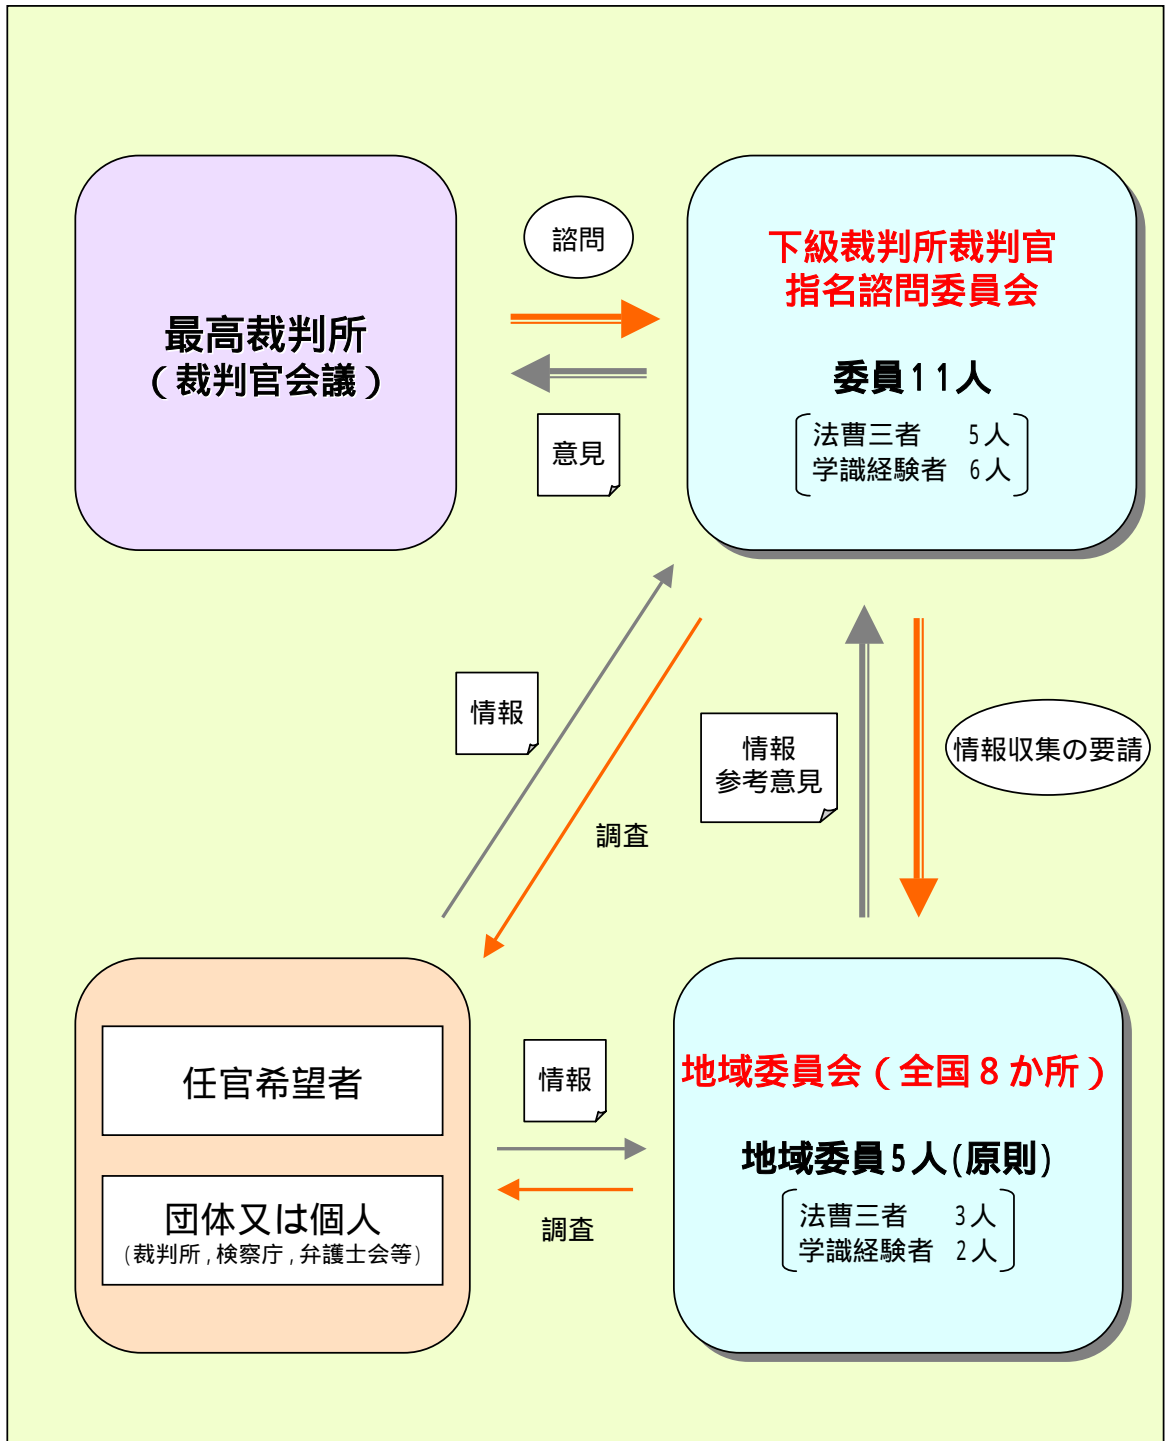 最高裁判所
（裁判官会議）
諮問
意見
下級裁判所裁判官
指名諮問委員会
委員11人
法曹三者 5人
学識経験者 6人
情報
調査
情報
参考意見
情報収集の要請
任官希望者
団体又は個人
(裁判所,検察庁,弁護士会等)
情報
調査
地域委員会（全国８か所）
地域委員5人(原則)
法曹三者 3人
学識経験者 2人